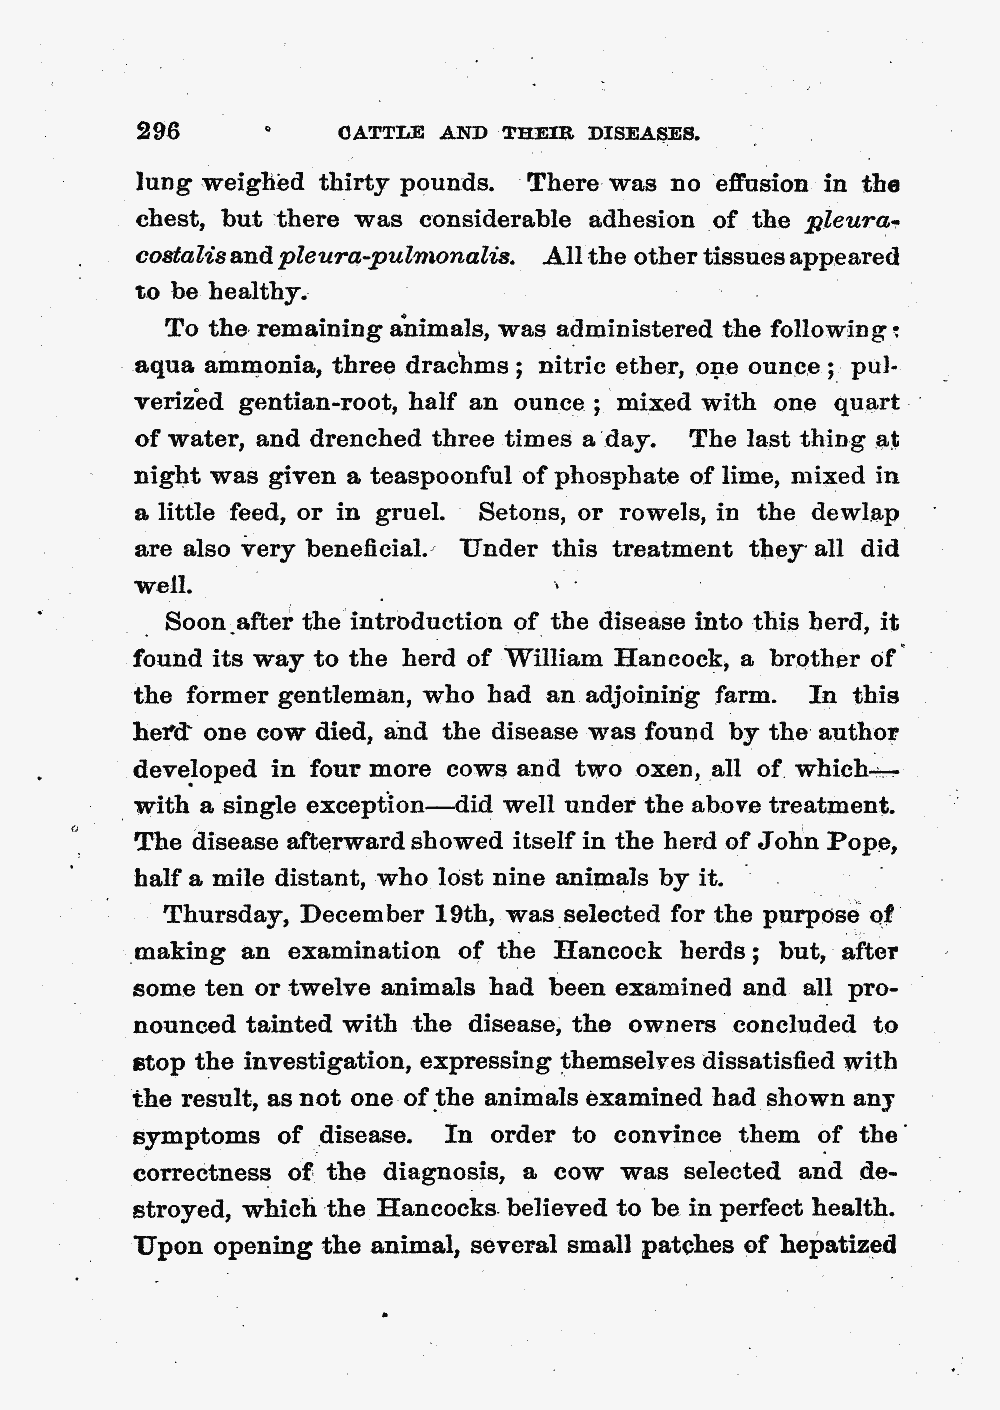 296 CATTLE AND THEIR DISEASES.
lung weighed thirty pounds. There was no effusion in the
chest, but there was considerable adhesion of the pleura-
costalis and pleura-pulmonalis. All the other tissues appeared
to be healthy.
To the remaining animals, was administered the following:
aqua ammonia, three drachms; nitric ether, one ounce; pul-
verized gentian-root, half an ounce; mixed with one quart
of water, and drenched three times a day. The last thing at
night was given a teaspoonful of phosphate of lime, mixed in
a little feed, or in gruel. Setons, or rowels, in the dewlap
are also very beneficial. Under this treatment they all did
well.
Soon after the introduction of the disease into this herd, it
found its way to the herd of William Hancock, a brother of
the former gentleman, who had an adjoining farm. In this
herd one cow died, and the disease was found by the author
developed in four more cows and two oxen, all of which—
with a single exception—did well under the above treatment.
The disease afterward showed itself in the herd of John Pope,
half a mile distant, who lost nine animals by it.
Thursday, December 19th, was selected for the purpose of
making an examination of the Hancock herds; but, after
some ten or twelve animals had been examined and all pro-
nounced tainted with the disease, the owners concluded to
stop the investigation, expressing themselves dissatisfied with
the result, as not one of the animals examined had shown any
symptoms of disease. In order to convince them of the
correctness of the diagnosis, a cow was selected and de-
stroyed, which the Hancocks believed to be in perfect health.
Upon opening the animal, several small patches of hepatized